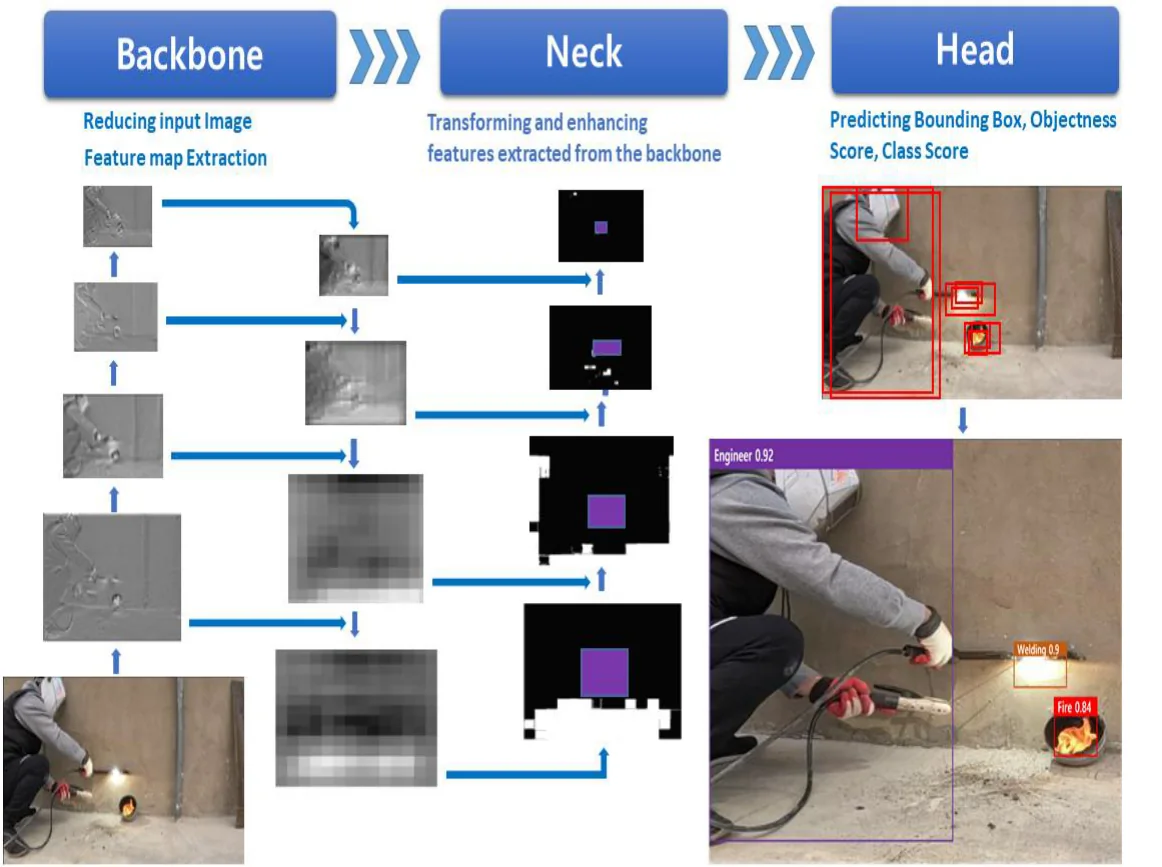 Backbone
Neck
Head
Reducing input Image
Feature map Extraction
Transforming and enhancing
features extracted from the backbone
Predicting Bounding Box, Objectness
Score, Class Score
Engineer 0.92
Welding 0.9
Fire 0.84